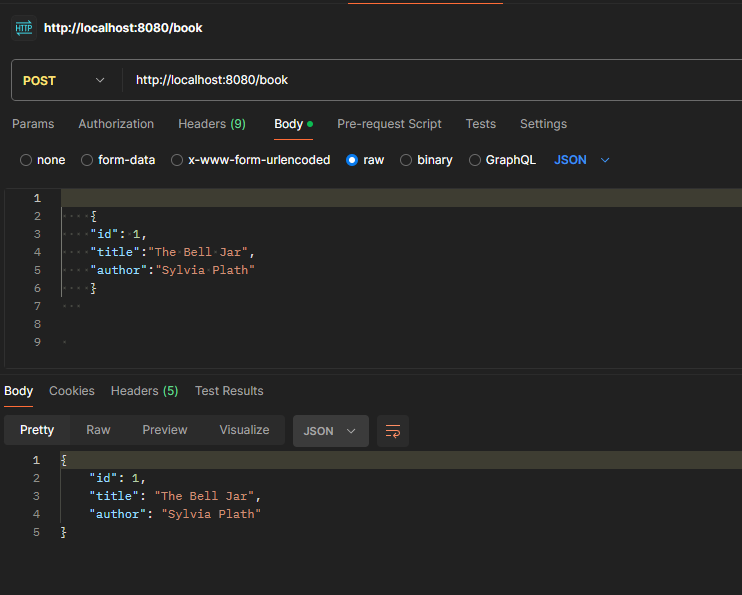 HTTP http://localhost:8080/book
POST http://localhost:8080/book
Params Authorization Headers (9) Body Pre-request Script Tests Settings
none form-data x-www-form-urlencoded raw binary GraphQL JSON
1
2 {
3 "id": 1,
4 "title":"The Bell Jar",
5 "author":"Sylvia Plath"
6 }
7
8
9
Body Cookies Headers (5) Test Results
Pretty Raw Preview Visualize JSON
1 {
2 "id": 1,
3 "title": "The Bell Jar",
4 "author": "Sylvia Plath"
5 }